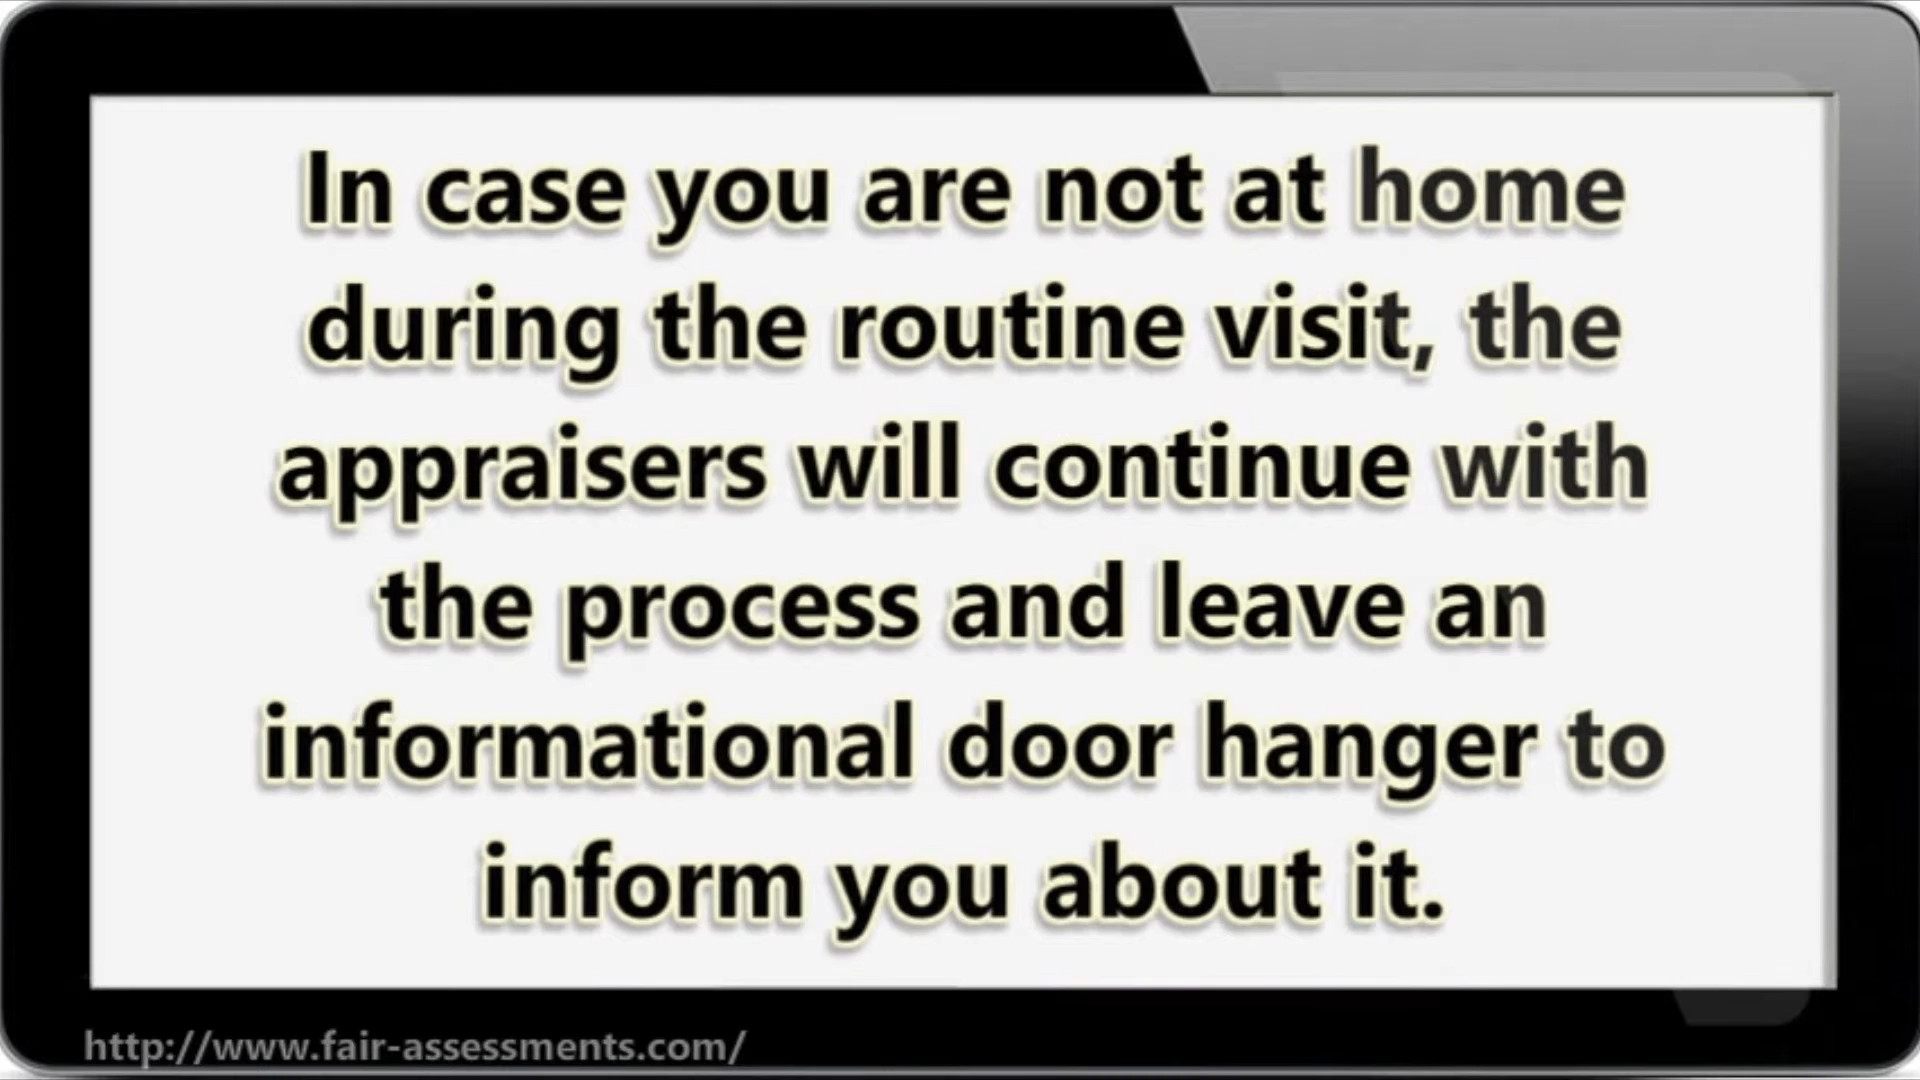 In case you are not at home
during the routine visit, the
appraisers will continue with
the process and leave an
informational door hanger to
inform you about it.
http://www.fair-assessments.com/